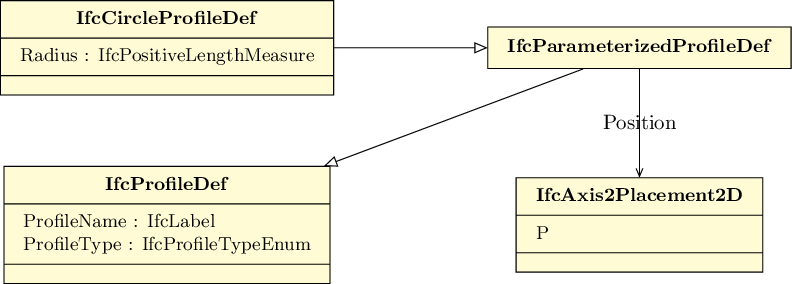 IfcCircleProfileDef
Radius : IfcPositiveLengthMeasure
IfcParameterizedProfileDef
Position
IfcProfileDef
ProfileName : IfcLabel
ProfileType : IfcProfileTypeEnum
IfcAxis2Placement2D
P